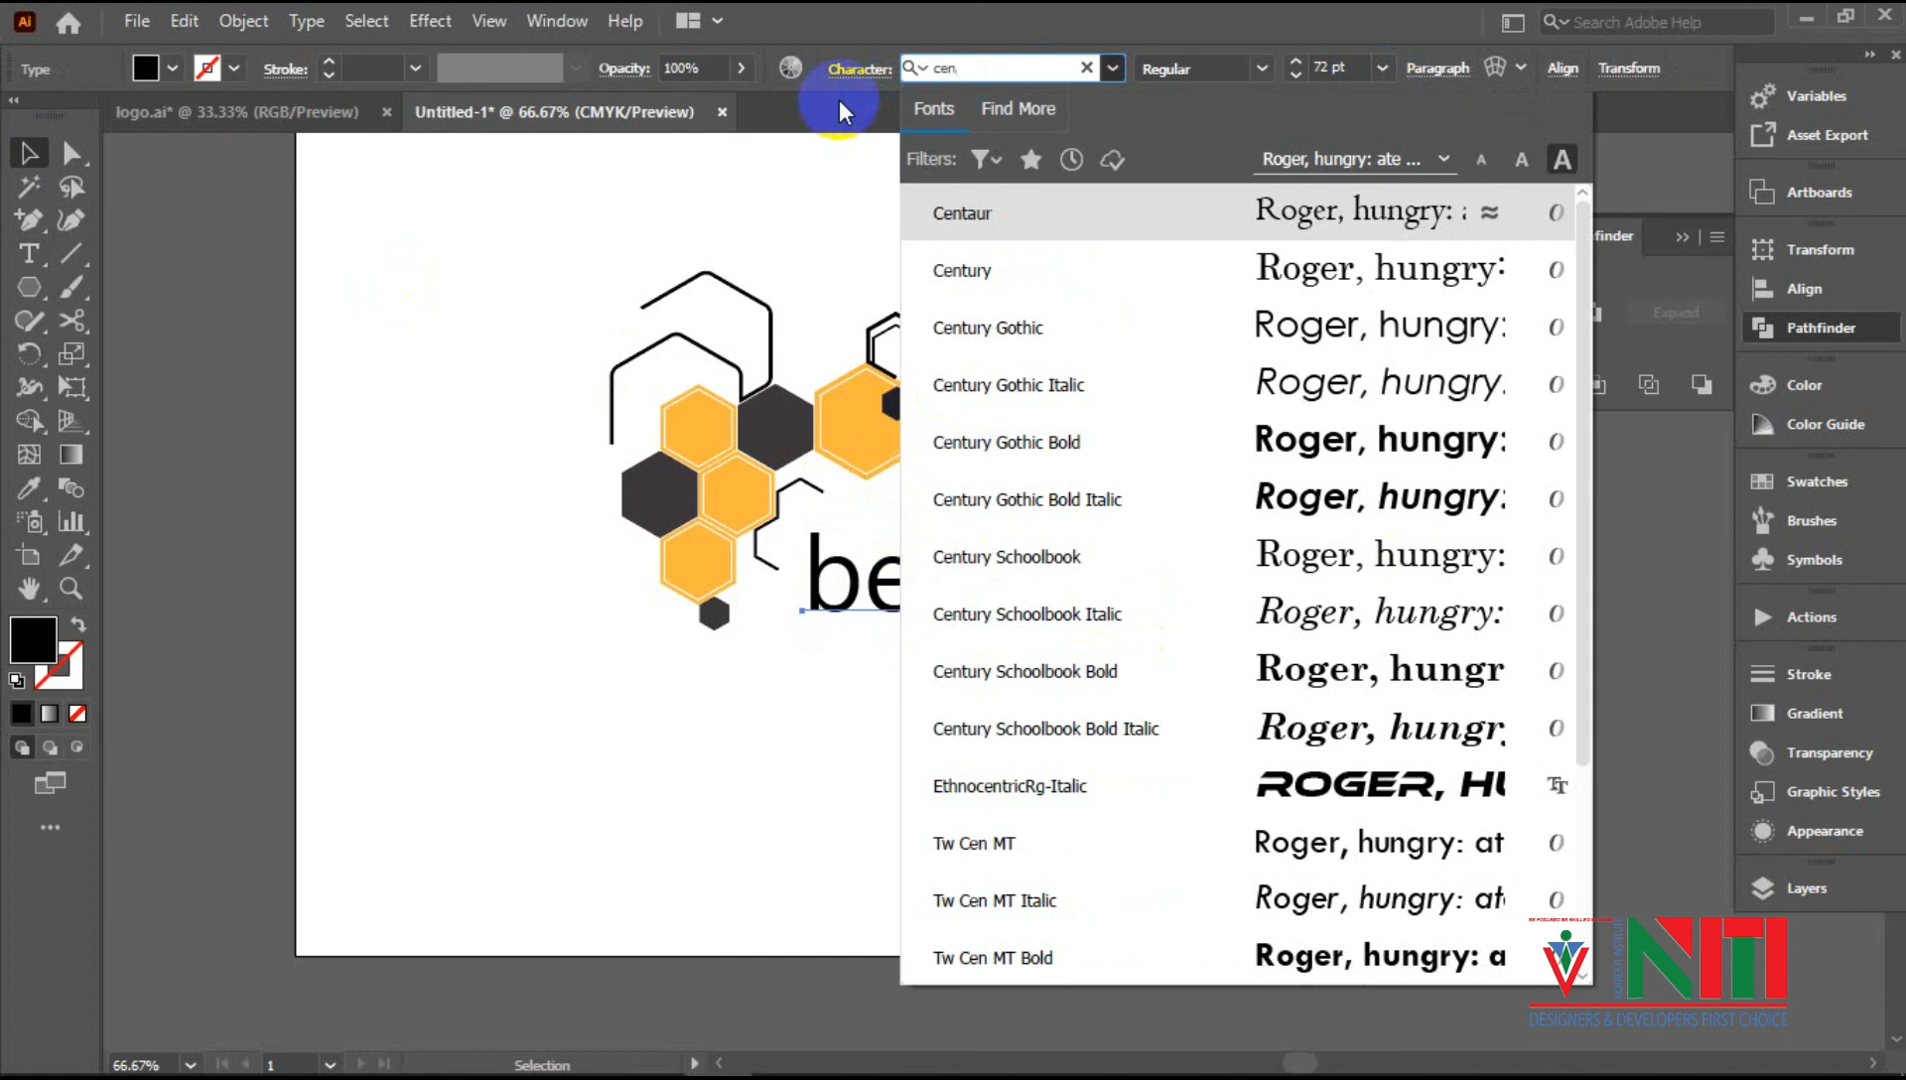 Ai File Edit Object Type Select Effect View Window Help Search Adobe Help
Type Stroke: Opacity: 100% Character: cen Regular 72 pt Paragraph Align Transform
logo.ai* @ 33.33% (RGB/Preview) Untitled-1* @ 66.67% (CMYK/Preview)
Fonts Find More
Filters: Roger, hungry: ate ... A A A
Centaur Roger, hungry: a
Century Roger, hungry:
Century Gothic Roger, hungry:
Century Gothic Italic Roger, hungry.
Century Gothic Bold Roger, hungry:
Century Gothic Bold Italic Roger, hungry:
Century Schoolbook Roger, hungry:
Century Schoolbook Italic Roger, hungry:
Century Schoolbook Bold Roger, hungr
Century Schoolbook Bold Italic Roger, hungry
EthnocentricRg-Italic ROGER, HU
Tw Cen MT Roger, hungry: at
Tw Cen MT Italic Roger, hungry: at
Tw Cen MT Bold Roger, hungry: a
be
finder
Expand
Variables
Asset Export
Artboards
Transform
Align
Pathfinder
Color
Color Guide
Swatches
Brushes
Symbols
Actions
Stroke
Gradient
Transparency
Graphic Styles
Appearance
Layers
NITI
DESIGNERS & DEVELOPERS FIRST CHOICE
66.67% 1 Selection